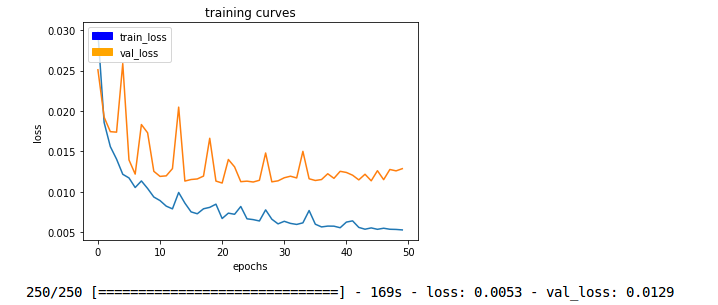 training curves
0.030
0.025
0.020
0.015
0.010
0.005
loss
train_loss
val_loss
0
10
20
30
40
50
epochs
250/250 [==============================] - 169s - loss: 0.0053 - val_loss: 0.0129